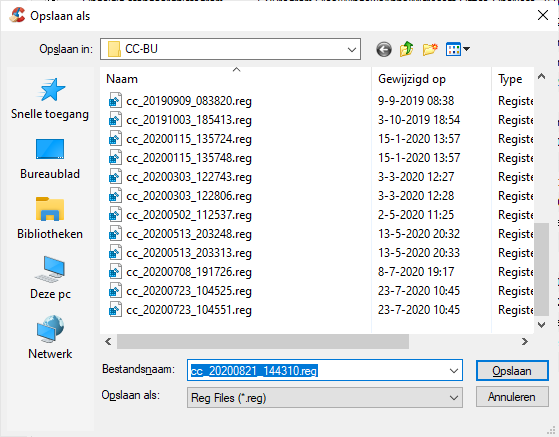 Opslaan als
Opslaan in:
CC-BU
Naam
Gewijzigd op
Type
cc_20190909_083820.reg
9-9-2019 08:38
Registe
cc_20191003_185413.reg
3-10-2019 18:54
Registe
cc_20200115_135724.reg
15-1-2020 13:57
Registe
cc_20200115_135748.reg
15-1-2020 13:57
Registe
cc_20200303_122743.reg
3-3-2020 12:27
Registe
cc_20200303_122806.reg
3-3-2020 12:28
Registe
cc_20200502_112537.reg
2-5-2020 11:25
Registe
cc_20200513_203248.reg
13-5-2020 20:32
Registe
cc_20200513_203313.reg
13-5-2020 20:33
Registe
cc_20200708_191726.reg
8-7-2020 19:17
Registe
cc_20200723_104525.reg
23-7-2020 10:45
Registe
cc_20200723_104551.reg
23-7-2020 10:45
Registe
Snelle toegang
Bureaublad
Bibliotheken
Deze pc
Netwerk
Bestandsnaam:
cc_20200821_144310.reg
Opslaan
Opslaan als:
Reg Files (*.reg)
Annuleren